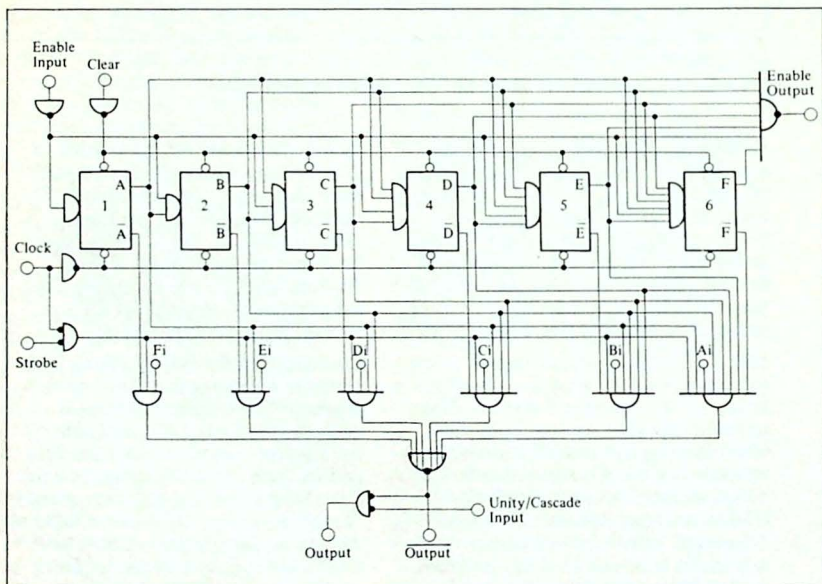 Enable
Input
Clear
Enable
Output
A
B
C
D
E
F
1
2
3
4
5
6
A̅
B̅
C̅
D̅
E̅
F̅
Clock
Strobe
Fi
Ei
Di
Ci
Bi
Ai
Unity/Cascade
Input
Output
O̅u̅t̅p̅u̅t̅